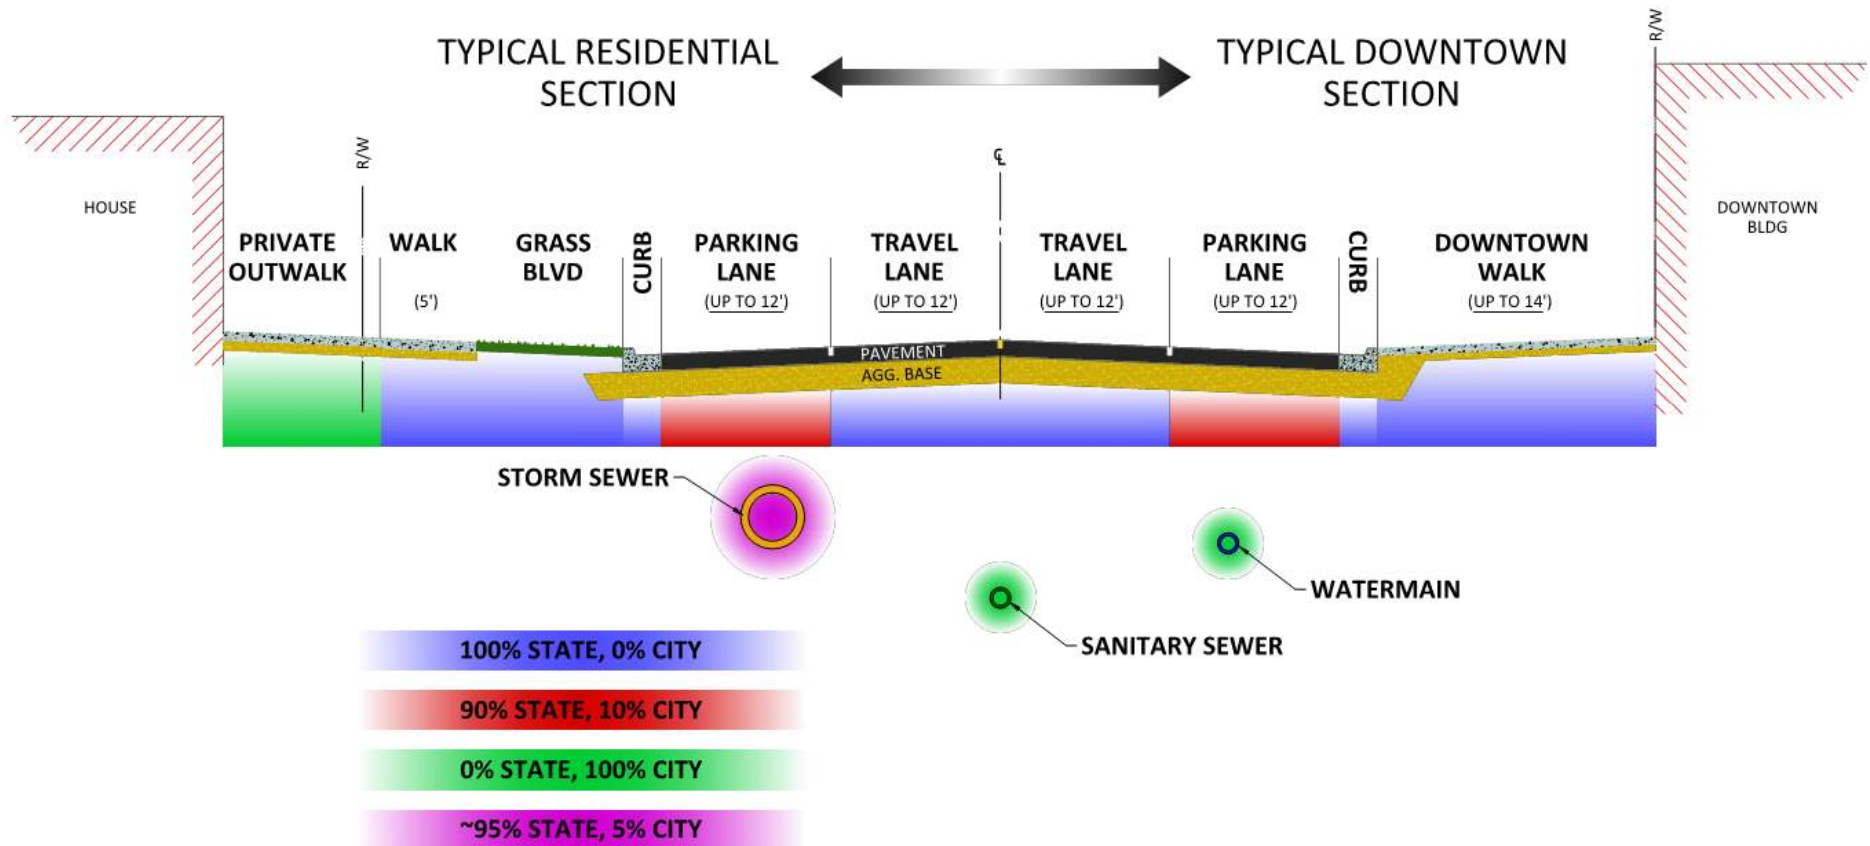 TYPICAL RESIDENTIAL
SECTION
TYPICAL DOWNTOWN
SECTION
R/W
R/W
℄
HOUSE
DOWNTOWN
BLDG
PRIVATE
OUTWALK
WALK
(5')
GRASS
BLVD
CURB
PARKING
LANE
(UP TO 12')
TRAVEL
LANE
(UP TO 12')
TRAVEL
LANE
(UP TO 12')
PARKING
LANE
(UP TO 12')
CURB
DOWNTOWN
WALK
(UP TO 14')
PAVEMENT
AGG. BASE
STORM SEWER
WATERMAIN
SANITARY SEWER
100% STATE, 0% CITY
90% STATE, 10% CITY
0% STATE, 100% CITY
~95% STATE, 5% CITY